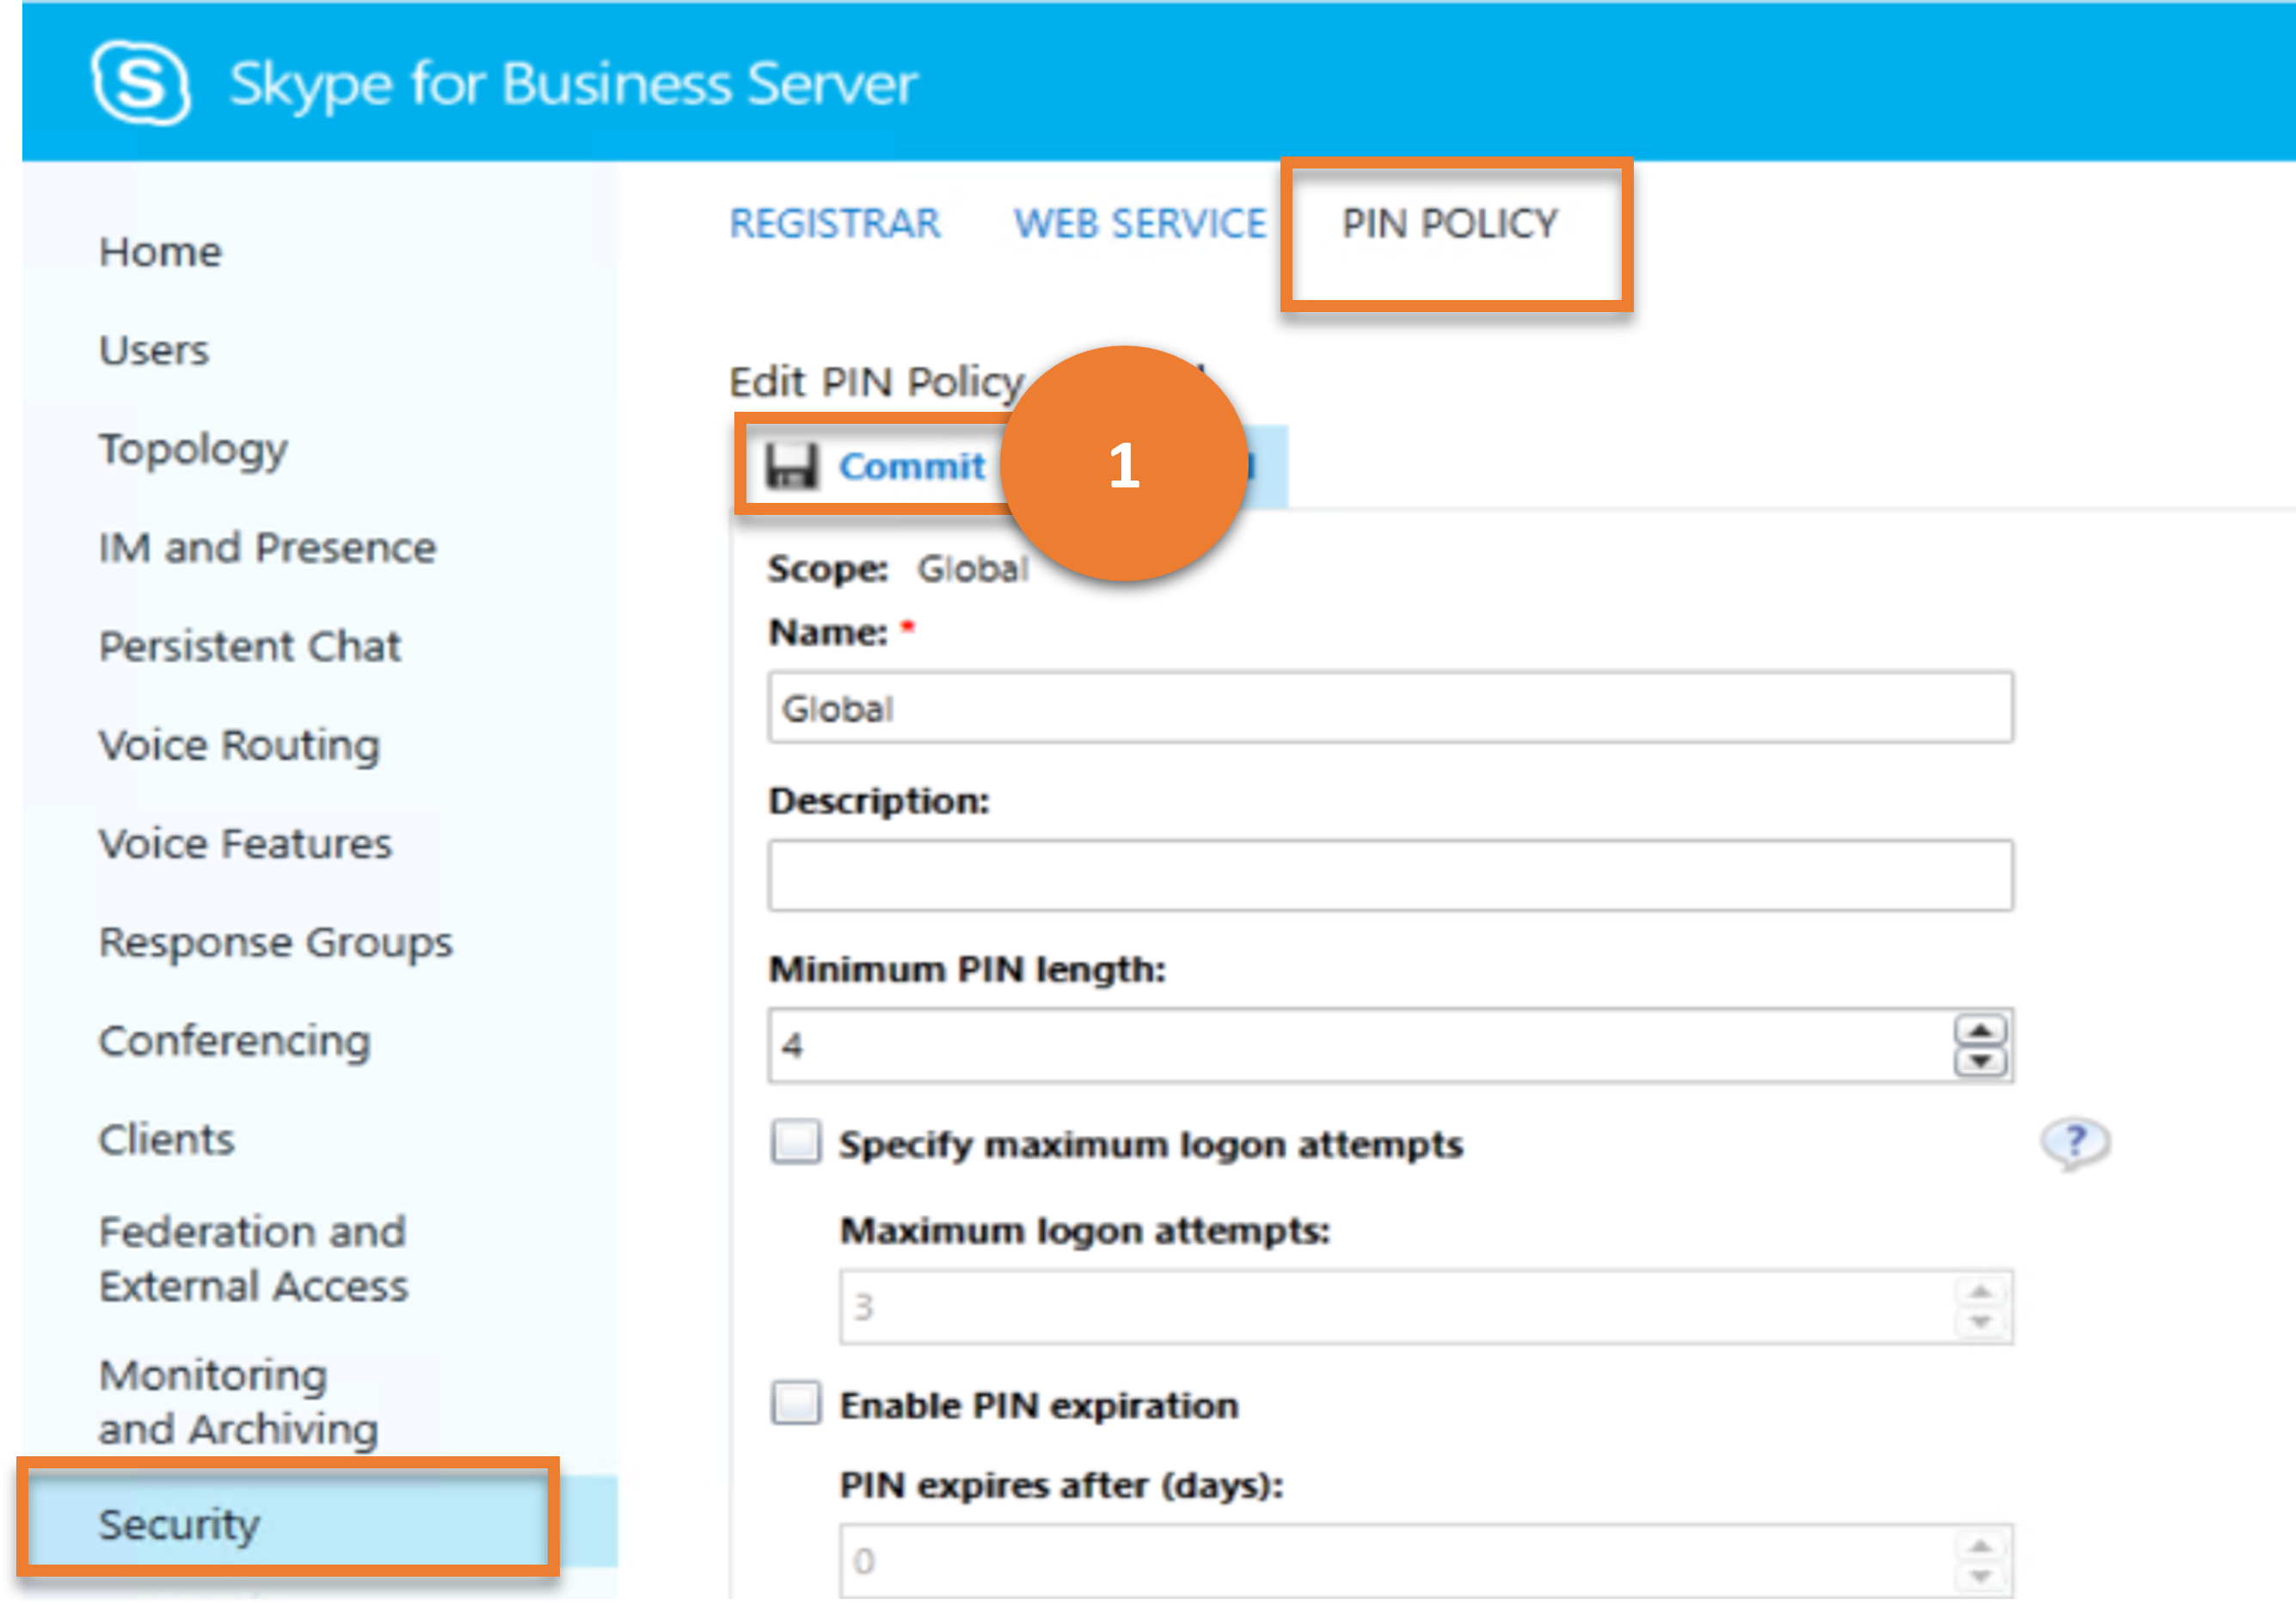 Skype for Business Server
REGISTRAR WEB SERVICE PIN POLICY
Home
Users
Topology
IM and Presence
Persistent Chat
Voice Routing
Voice Features
Response Groups
Conferencing
Clients
Federation and
External Access
Monitoring
and Archiving
Security
Edit PIN Policy
Commit
1
Scope: Global
Name: *
Global
Description:
Minimum PIN length:
4
Specify maximum logon attempts
?
Maximum logon attempts:
3
Enable PIN expiration
PIN expires after (days):
0